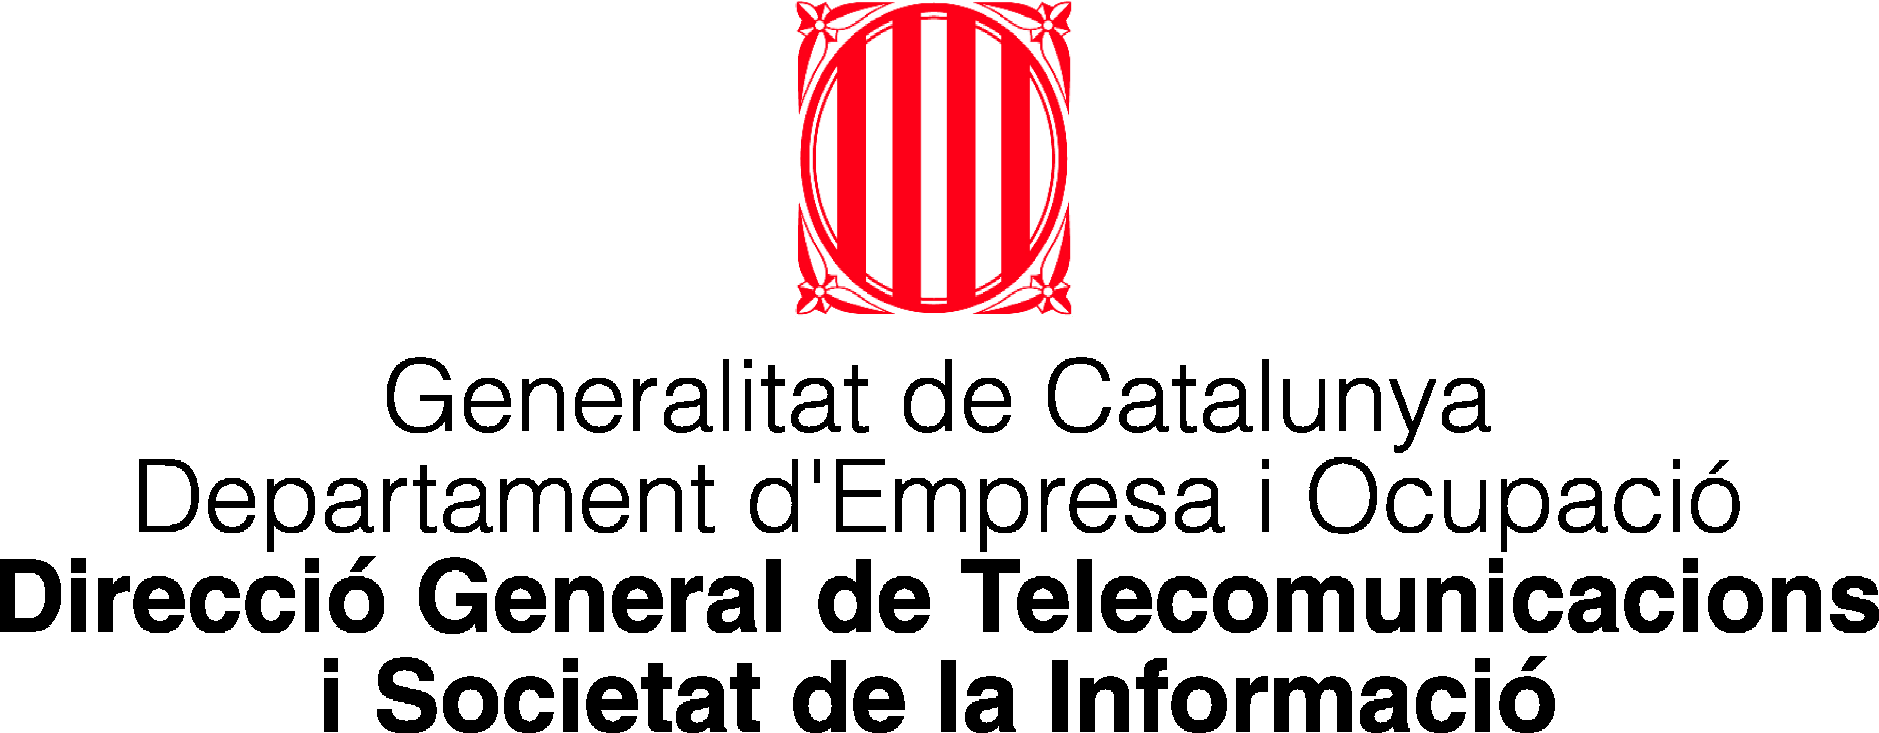 Generalitat de Catalunya
Departament d'Empresa i Ocupació
Direcció General de Telecomunicacions
i Societat de la Informació